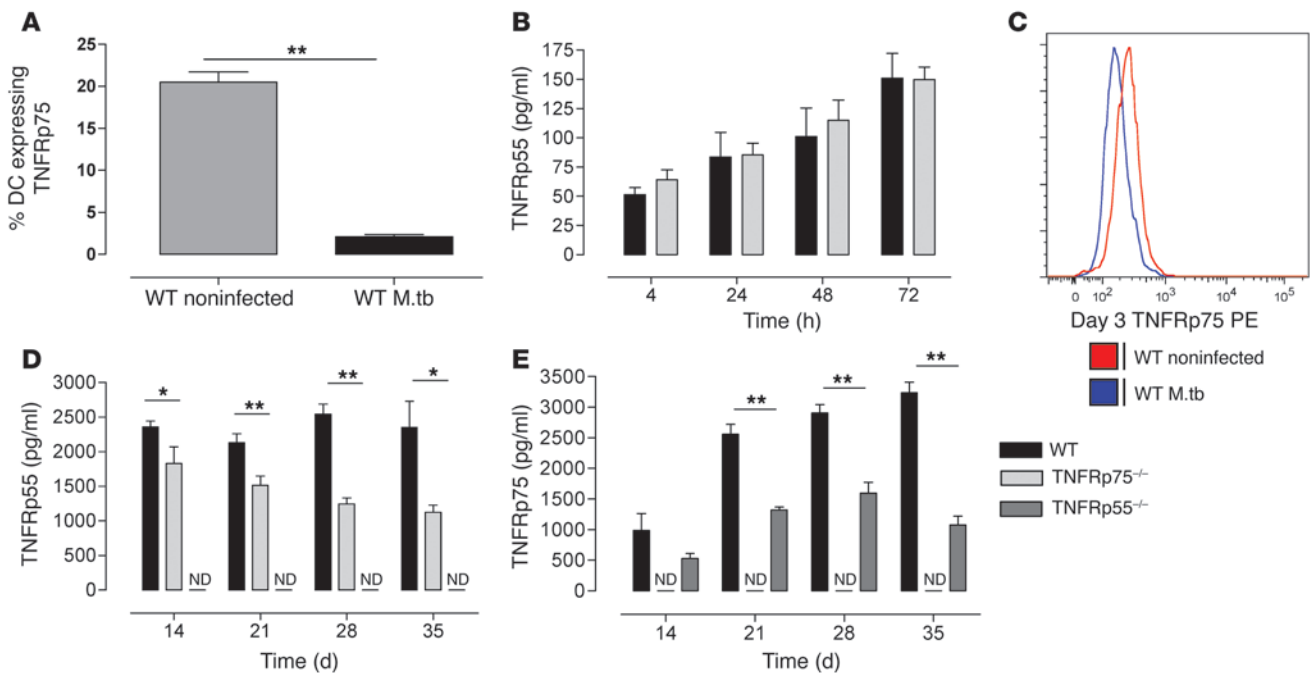 A
% DC expressing
TNFRp75
25
20
15
10
5
0
**
WT noninfected
WT M.tb
B
TNFRp55 (pg/ml)
175
150
125
100
75
50
25
0
4
24
48
72
Time (h)
C
0
10²
10³
10⁴
10⁵
Day 3 TNFRp75 PE
WT noninfected
WT M.tb
D
TNFRp55 (pg/ml)
3000
2500
2000
1500
1000
500
0
*
**
**
*
ND
ND
ND
ND
14
21
28
35
Time (d)
E
TNFRp75 (pg/ml)
3500
3000
2500
2000
1500
1000
500
0
**
**
**
ND
ND
ND
ND
14
21
28
35
Time (d)
WT
TNFRp75⁻/⁻
TNFRp55⁻/⁻